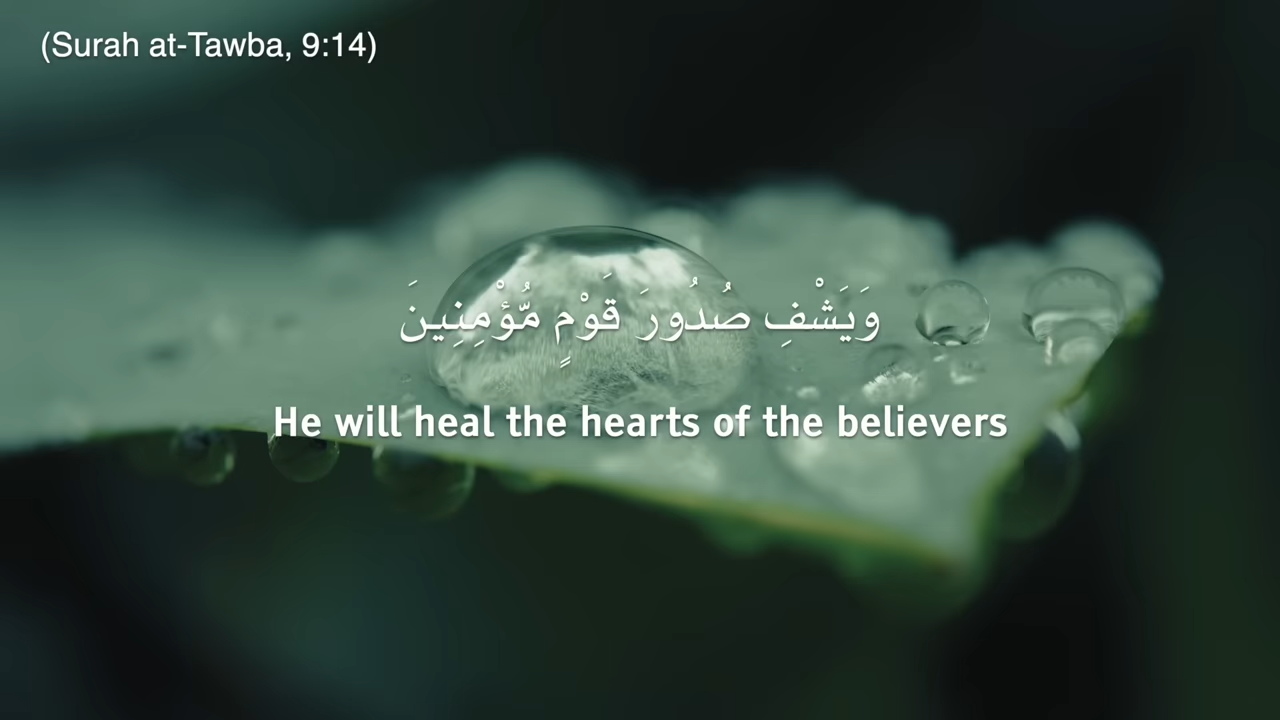 (Surah at-Tawba, 9:14)
وَيَشْفِ صُدُورَ قَوْمٍ مُّؤْمِنِينَ
He will heal the hearts of the believers